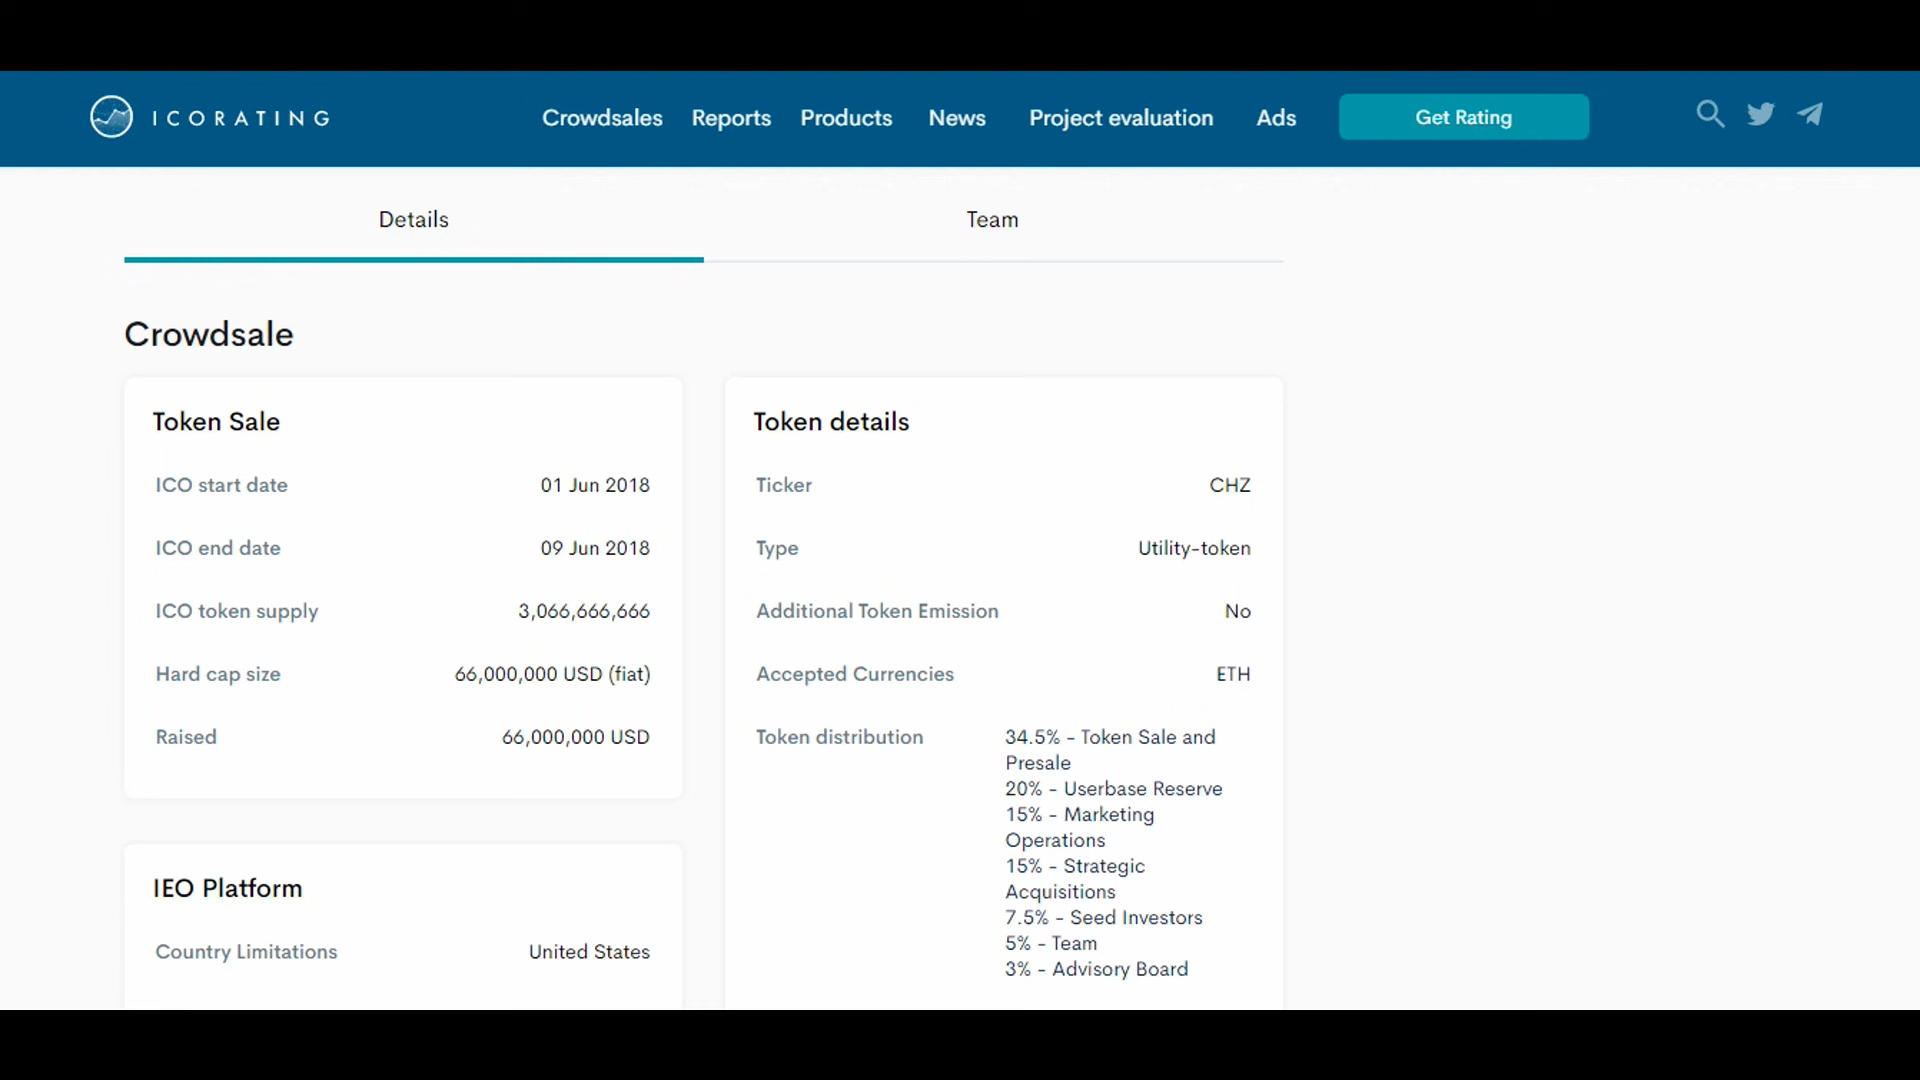 ICORATING
Crowdsales Reports Products News Project evaluation Ads Get Rating
Details Team
Crowdsale
Token Sale
ICO start date 01 Jun 2018
ICO end date 09 Jun 2018
ICO token supply 3,066,666,666
Hard cap size 66,000,000 USD (fiat)
Raised 66,000,000 USD
IEO Platform
Country Limitations United States
Token details
Ticker CHZ
Type Utility-token
Additional Token Emission No
Accepted Currencies ETH
Token distribution 34.5% - Token Sale and
Presale
20% - Userbase Reserve
15% - Marketing
Operations
15% - Strategic
Acquisitions
7.5% - Seed Investors
5% - Team
3% - Advisory Board